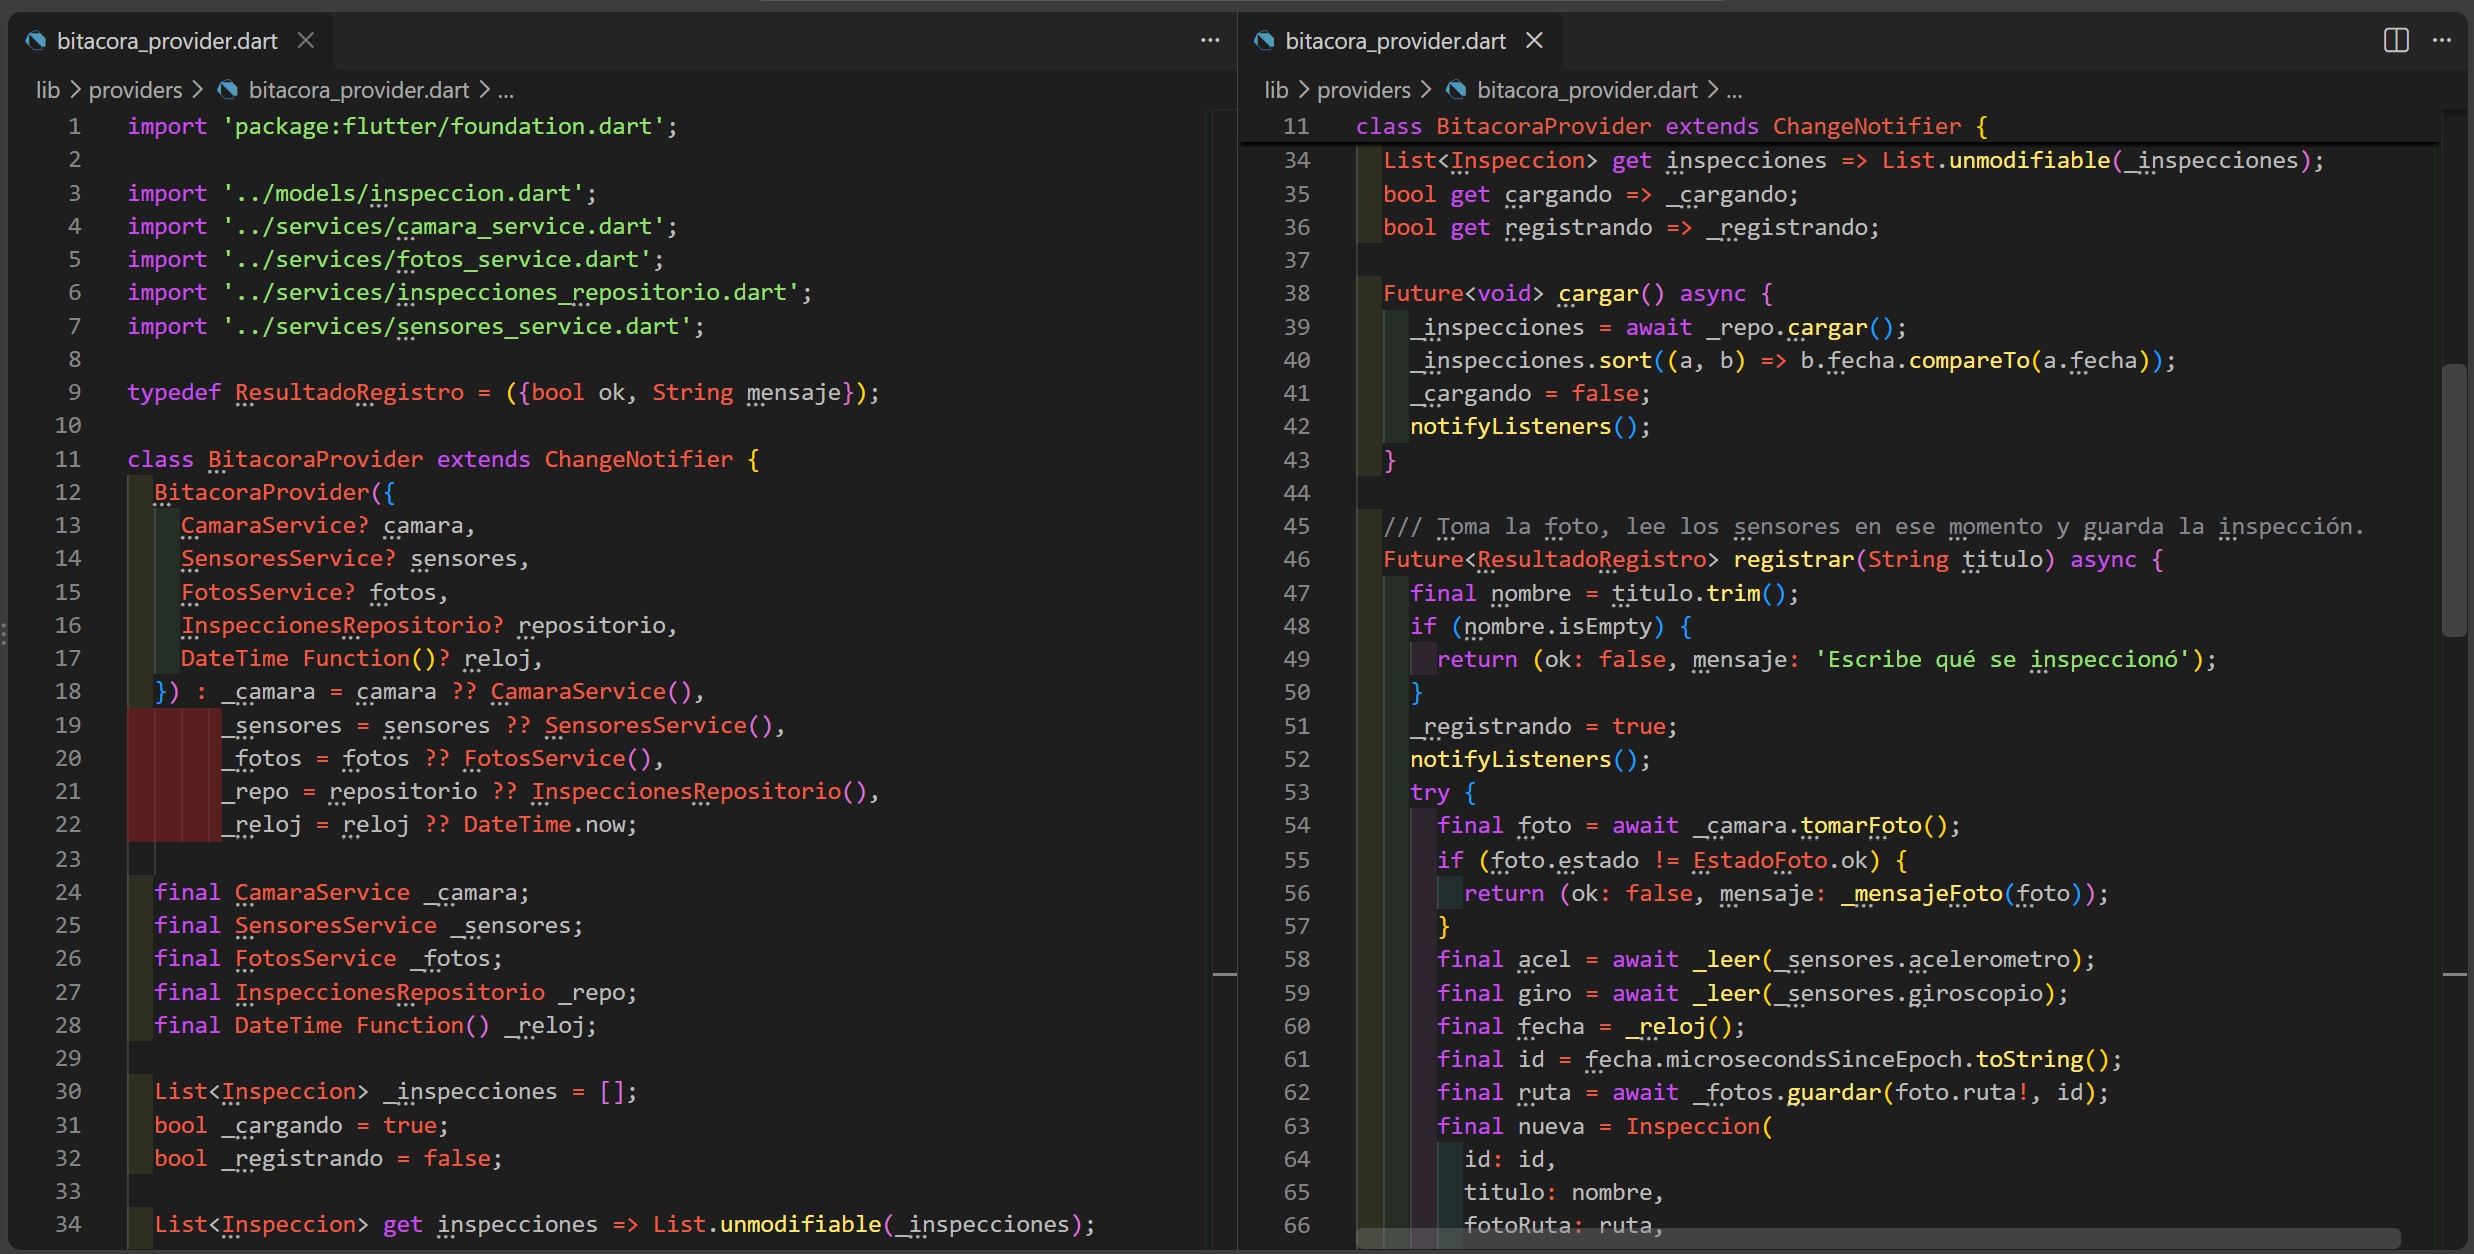 bitacora_provider.dart
lib > providers > bitacora_provider.dart > ...
1 import 'package:flutter/foundation.dart';
2
3 import '../models/inspeccion.dart';
4 import '../services/camara_service.dart';
5 import '../services/fotos_service.dart';
6 import '../services/inspecciones_repositorio.dart';
7 import '../services/sensores_service.dart';
8
9 typedef ResultadoRegistro = ({bool ok, String mensaje});
10
11 class BitacoraProvider extends ChangeNotifier {
12 BitacoraProvider({
13 CamaraService? camara,
14 SensoresService? sensores,
15 FotosService? fotos,
16 InspeccionesRepositorio? repositorio,
17 DateTime Function()? reloj,
18 }) : _camara = camara ?? CamaraService(),
19 _sensores = sensores ?? SensoresService(),
20 _fotos = fotos ?? FotosService(),
21 _repo = repositorio ?? InspeccionesRepositorio(),
22 _reloj = reloj ?? DateTime.now;
23
24 final CamaraService _camara;
25 final SensoresService _sensores;
26 final FotosService _fotos;
27 final InspeccionesRepositorio _repo;
28 final DateTime Function() _reloj;
29
30 List<Inspeccion> _inspecciones = [];
31 bool _cargando = true;
32 bool _registrando = false;
33
34 List<Inspeccion> get inspecciones => List.unmodifiable(_inspecciones);
bitacora_provider.dart
lib > providers > bitacora_provider.dart > ...
11 class BitacoraProvider extends ChangeNotifier {
34 List<Inspeccion> get inspecciones => List.unmodifiable(_inspecciones);
35 bool get cargando => _cargando;
36 bool get registrando => _registrando;
37
38 Future<void> cargar() async {
39 _inspecciones = await _repo.cargar();
40 _inspecciones.sort((a, b) => b.fecha.compareTo(a.fecha));
41 _cargando = false;
42 notifyListeners();
43 }
44
45 /// Toma la foto, lee los sensores en ese momento y guarda la inspección.
46 Future<ResultadoRegistro> registrar(String titulo) async {
47 final nombre = titulo.trim();
48 if (nombre.isEmpty) {
49 return (ok: false, mensaje: 'Escribe qué se inspeccionó');
50 }
51 _registrando = true;
52 notifyListeners();
53 try {
54 final foto = await _camara.tomarFoto();
55 if (foto.estado != EstadoFoto.ok) {
56 return (ok: false, mensaje: _mensajeFoto(foto));
57 }
58 final acel = await _leer(_sensores.acelerometro);
59 final giro = await _leer(_sensores.giroscopio);
60 final fecha = _reloj();
61 final id = fecha.microsecondsSinceEpoch.toString();
62 final ruta = await _fotos.guardar(foto.ruta!, id);
63 final nueva = Inspeccion(
64 id: id,
65 titulo: nombre,
66 fotoRuta: ruta,